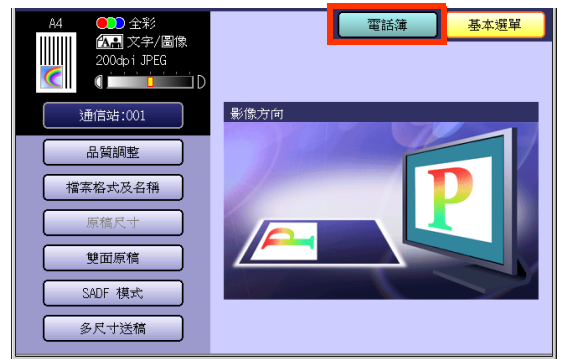 A4 全彩
文字/圖像
200dpi JPEG
D
電話簿
基本選單
通信站:001
品質調整
檔案格式及名稱
原稿尺寸
雙面原稿
SADF 模式
多尺寸送稿
影像方向
P
P